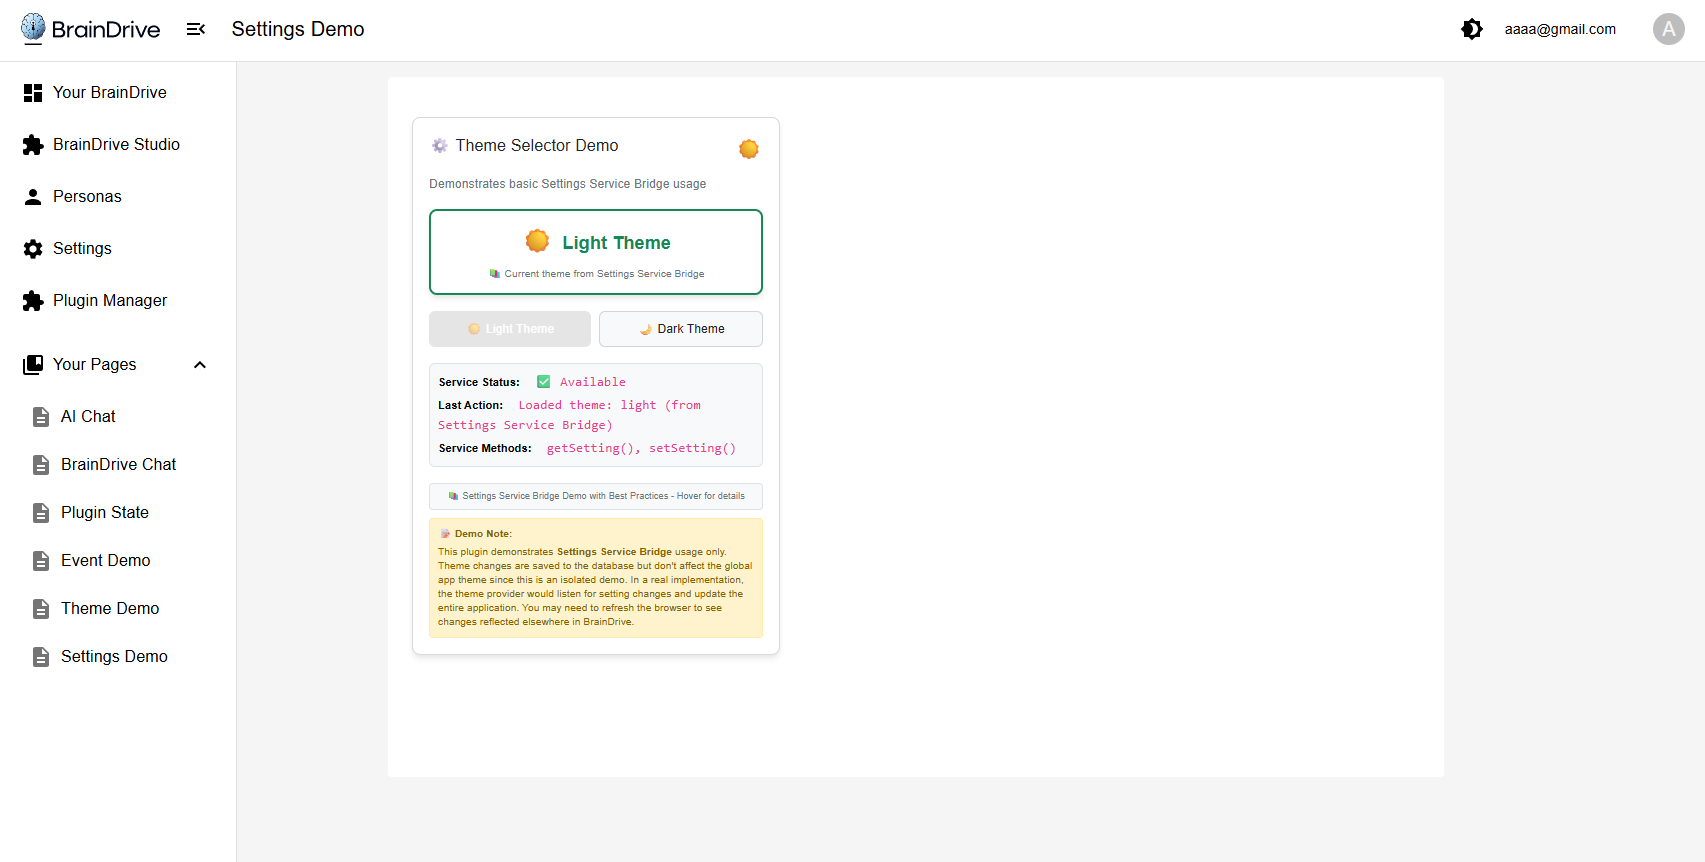 BrainDrive
Settings Demo
aaaa@gmail.com
A
Your BrainDrive
BrainDrive Studio
Personas
Settings
Plugin Manager
Your Pages
AI Chat
BrainDrive Chat
Plugin State
Event Demo
Theme Demo
Settings Demo
Theme Selector Demo
Demonstrates basic Settings Service Bridge usage
Light Theme
Current theme from Settings Service Bridge
Light Theme
Dark Theme
Service Status: Available
Last Action: Loaded theme: light (from
Settings Service Bridge)
Service Methods: getSetting(), setSetting()
Settings Service Bridge Demo with Best Practices - Hover for details
Demo Note:
This plugin demonstrates Settings Service Bridge usage only.
Theme changes are saved to the database but don't affect the global
app theme since this is an isolated demo. In a real implementation,
the theme provider would listen for setting changes and update the
entire application. You may need to refresh the browser to see
changes reflected elsewhere in BrainDrive.